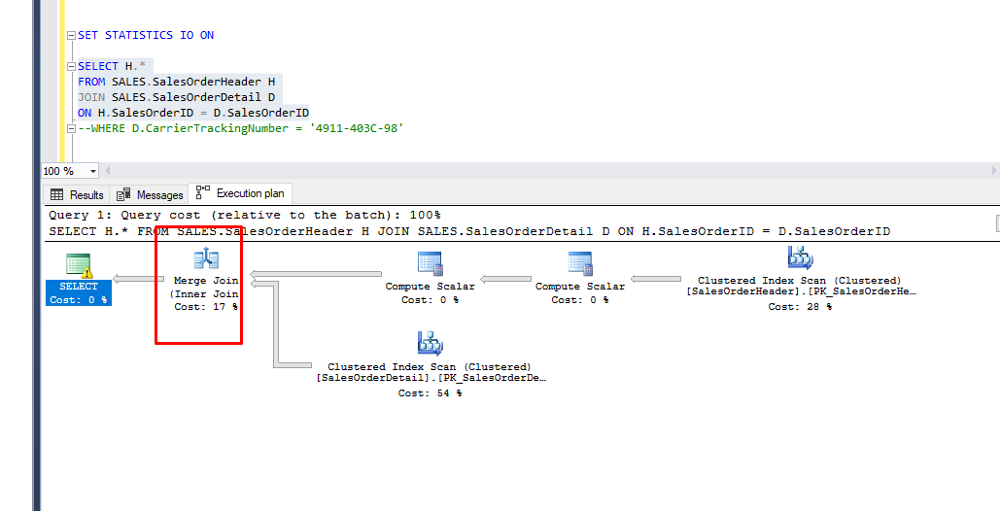 SET STATISTICS IO ON
SELECT H.*
FROM SALES.SalesOrderHeader H
JOIN SALES.SalesOrderDetail D
ON H.SalesOrderID = D.SalesOrderID
--WHERE D.CarrierTrackingNumber = '4911-403C-98'
100 %
Results Messages Execution plan
Query 1: Query cost (relative to the batch): 100%
SELECT H.* FROM SALES.SalesOrderHeader H JOIN SALES.SalesOrderDetail D ON H.SalesOrderID = D.SalesOrderID
SELECT
Cost: 0 %
Merge Join
(Inner Join
Cost: 17 %
Compute Scalar
Cost: 0 %
Compute Scalar
Cost: 0 %
Clustered Index Scan (Clustered)
[SalesOrderHeader].[PK_SalesOrderHe…
Cost: 28 %
Clustered Index Scan (Clustered)
[SalesOrderDetail].[PK_SalesOrderDe…
Cost: 54 %